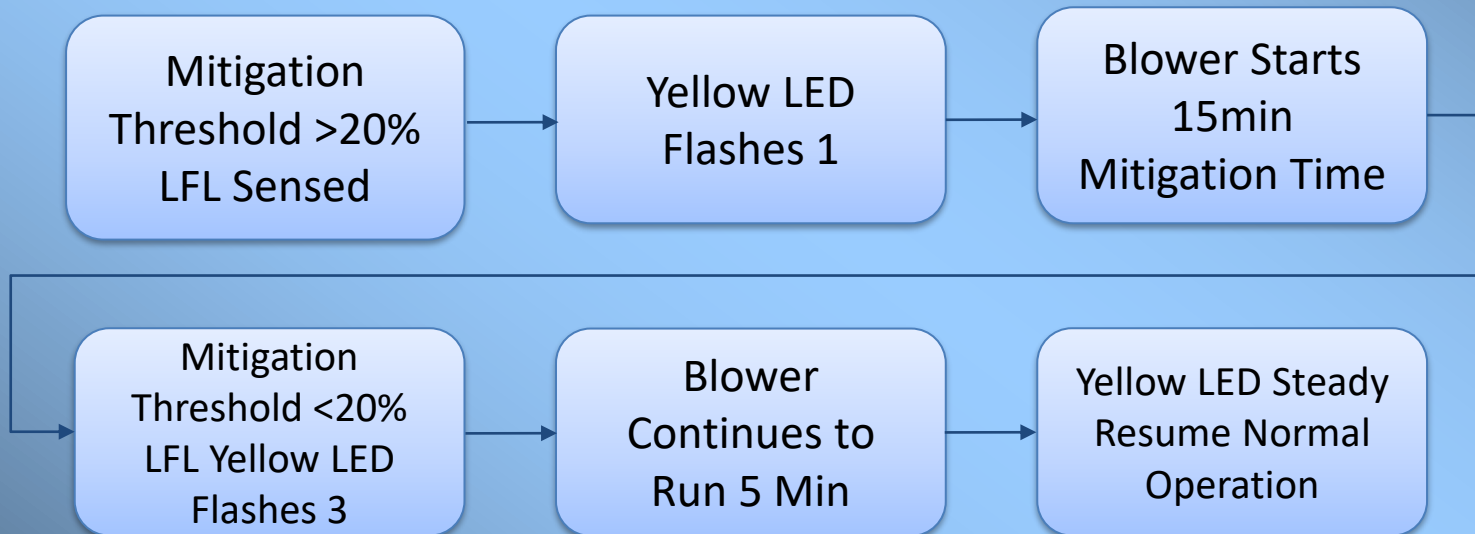 Mitigation
Threshold >20%
LFL Sensed
Yellow LED
Flashes 1
Blower Starts
15min
Mitigation Time
Mitigation
Threshold <20%
LFL Yellow LED
Flashes 3
Blower
Continues to
Run 5 Min
Yellow LED Steady
Resume Normal
Operation